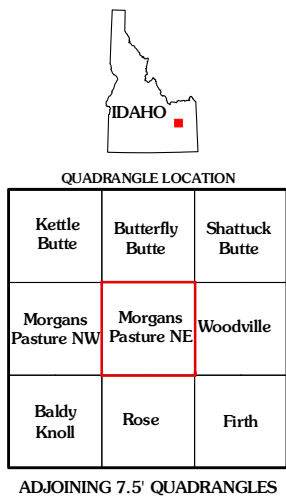 IDAHO
QUADRANGLE LOCATION
Kettle
Butte
Butterfly
Butte
Shattuck
Butte
Morgans
Pasture NW
Morgans
Pasture NE
Woodville
Baldy
Knoll
Rose
Firth
ADJOINING 7.5' QUADRANGLES